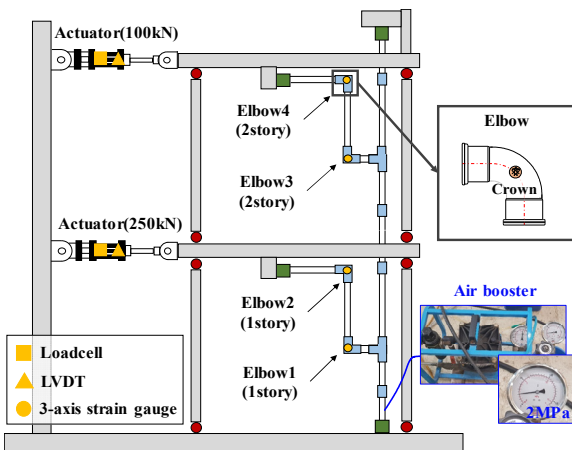 Actuator(100kN)
Elbow4
(2story)
Elbow3
(2story)
Elbow
Crown
Actuator(250kN)
Elbow2
(1story)
Elbow1
(1story)
Air booster
2MPa
Loadcell
LVDT
3-axis strain gauge